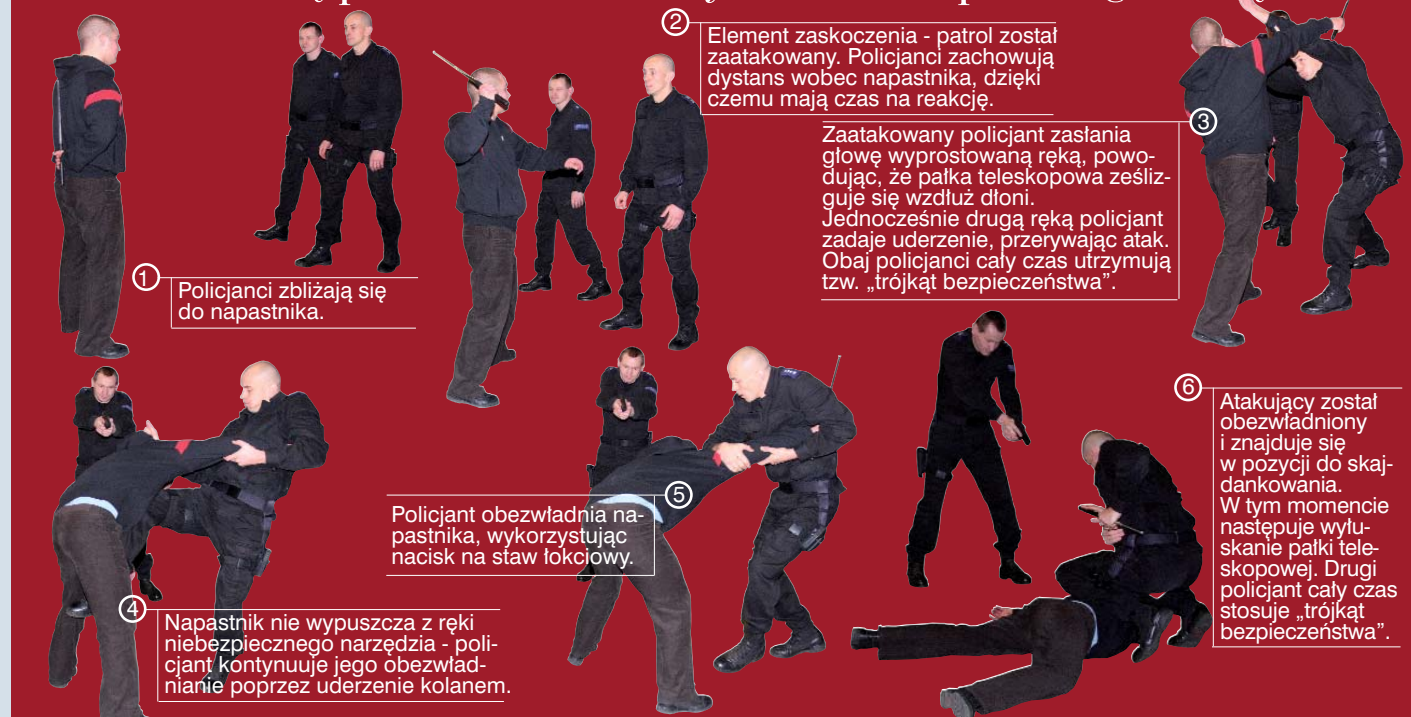 1
Policjanci zbliżają się
do napastnika.
2
Element zaskoczenia - patrol został
zaatakowany. Policjanci zachowują
dystans wobec napastnika, dzięki
czemu mają czas na reakcję.
3
Zaatakowany policjant zasłania
głowę wyprostowaną ręką, powo-
dując, że pałka teleskopowa ześliz-
guje się wzdłuż dłoni.
Jednocześnie drugą ręką policjant
zadaje uderzenie, przerywając atak.
Obaj policjanci cały czas utrzymują
tzw. „trójkąt bezpieczeństwa”.
4
Napastnik nie wypuszcza z ręki
niebezpiecznego narzędzia - poli-
cjant kontynuuje jego obezwład-
nianie poprzez uderzenie kolanem.
5
Policjant obezwładnia na-
pastnika, wykorzystując
nacisk na staw łokciowy.
6
Atakujący został
obezwładniony
i znajduje się
w pozycji do skaj-
dankowania.
W tym momencie
następuje wyłu-
skanie pałki tele-
skopowej. Drugi
policjant cały czas
stosuje „trójkąt
bezpieczeństwa”.